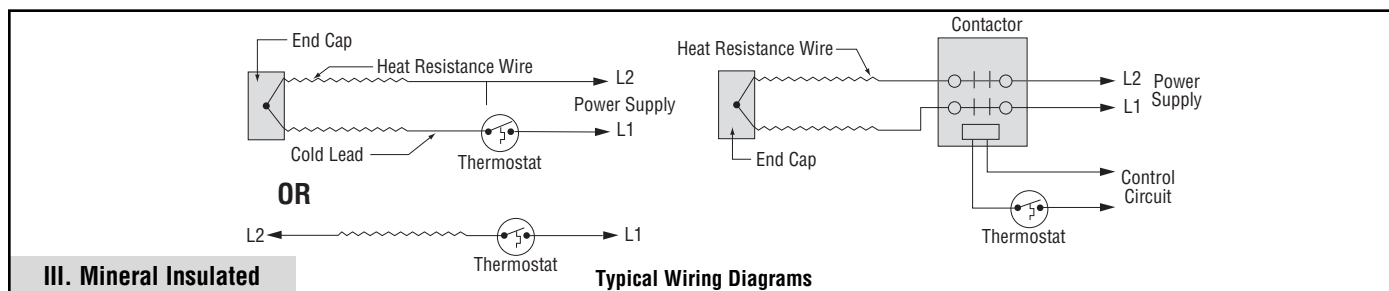 End Cap
Heat Resistance Wire
L2
Power Supply
L1
Cold Lead
Thermostat
OR
L2
L1
Thermostat
Contactor
Heat Resistance Wire
L2
Power
Supply
L1
End Cap
Control
Circuit
Thermostat
III. Mineral Insulated
Typical Wiring Diagrams